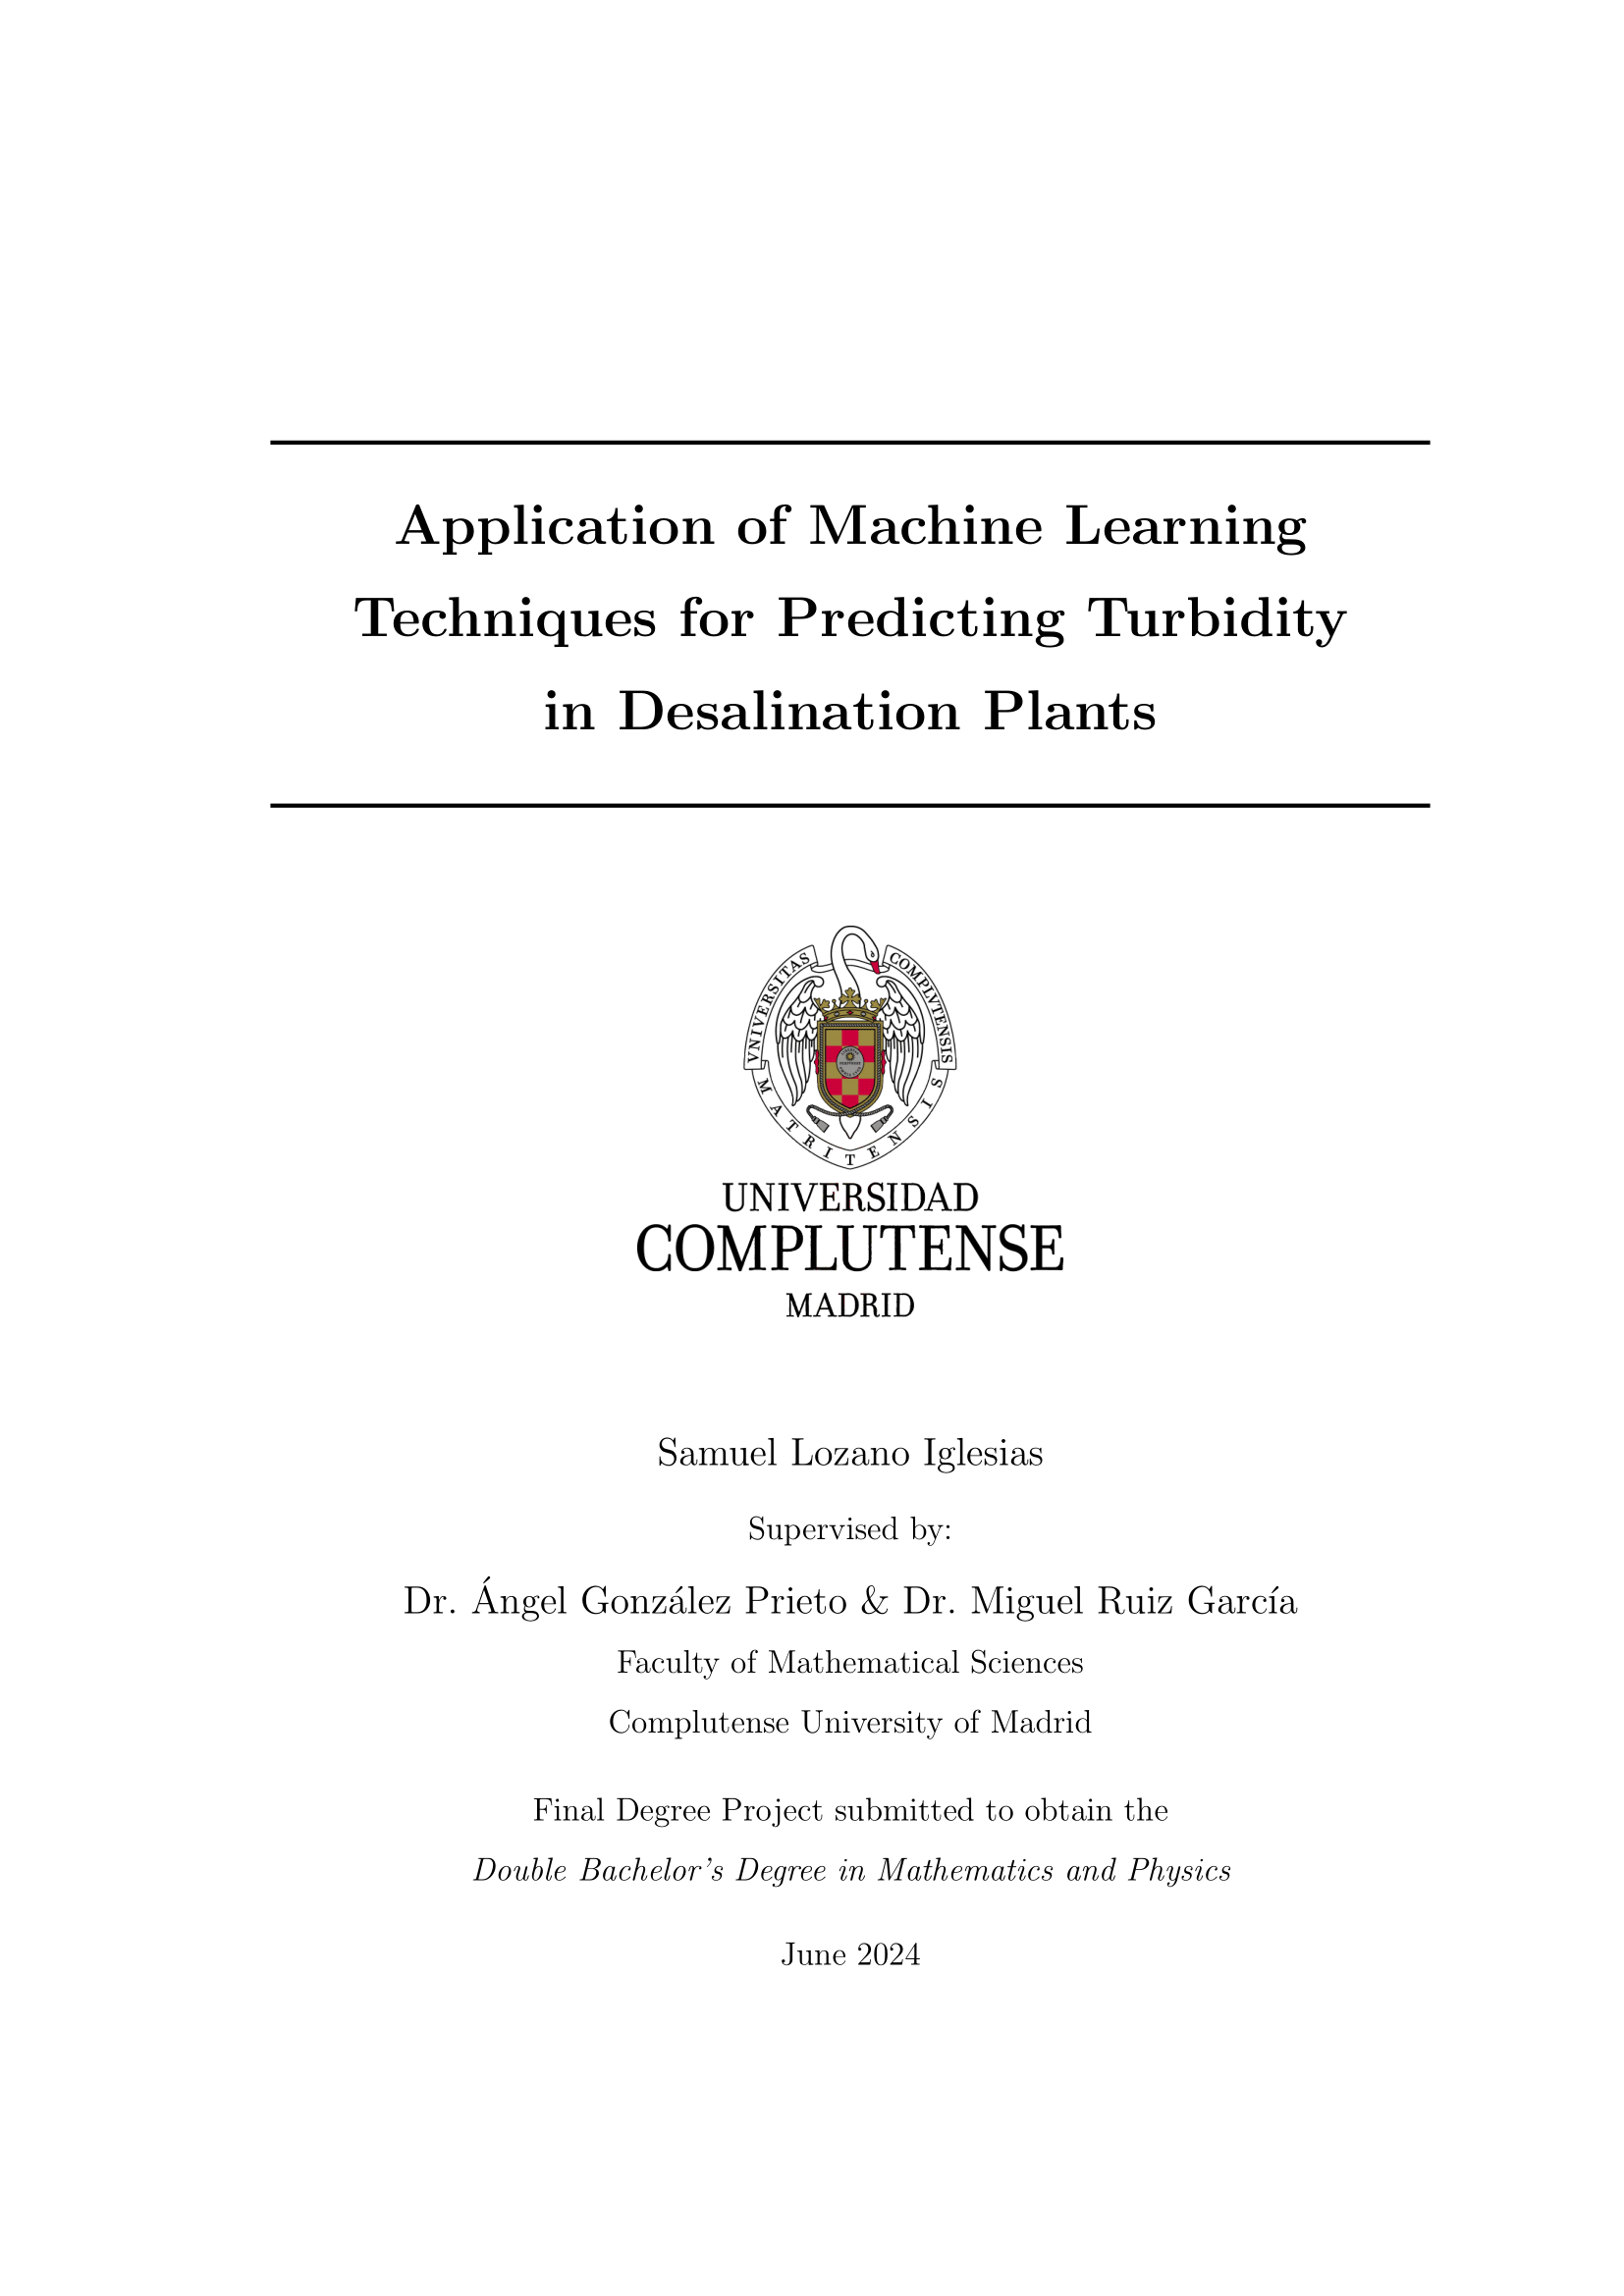 Application of Machine Learning
Techniques for Predicting Turbidity
in Desalination Plants
VNIVERSITAS
COMPLVTENSIS
MATRITENSIS
UNIVERSIDAD
COMPLUTENSE
MADRID
Samuel Lozano Iglesias
Supervised by:
Dr. Ángel González Prieto & Dr. Miguel Ruiz García
Faculty of Mathematical Sciences
Complutense University of Madrid
Final Degree Project submitted to obtain the
Double Bachelor's Degree in Mathematics and Physics
June 2024